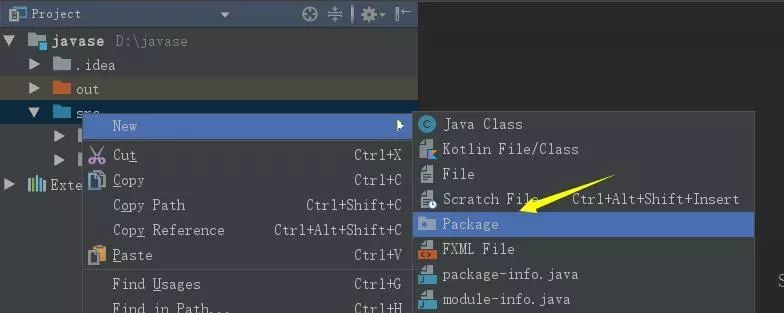 Project
javase D:\javase
.idea
out
src
Exte
New
Cut Ctrl+X
Copy Ctrl+C
Copy Path Ctrl+Shift+C
Copy Reference Ctrl+Alt+Shift+C
Paste Ctrl+V
Find Usages Ctrl+G
Find in Path... Ctrl+H
Java Class
Kotlin File/Class
File
Scratch File Ctrl+Alt+Shift+Insert
Package
FXML File
package-info.java
module-info.java
S